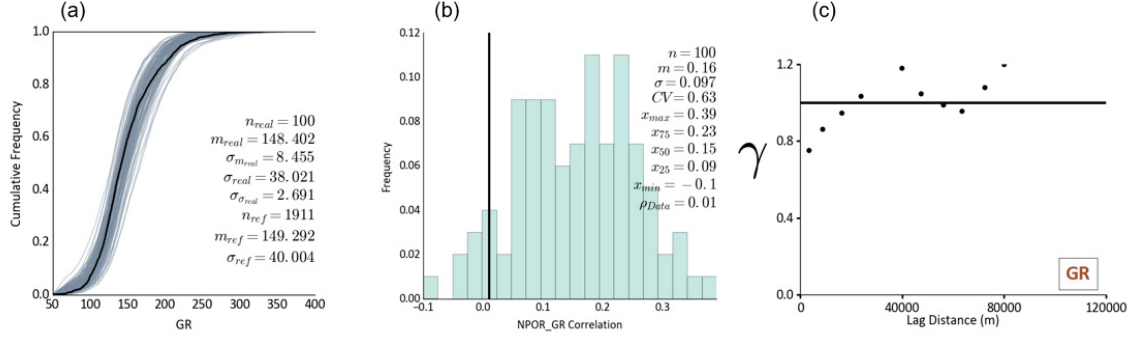 (a)
1.0
0.8
0.6
0.4
0.2
0.0
Cumulative Frequency
n_real = 100
m_real = 148.402
σ_m_real = 8.455
σ_real = 38.021
σ_σ_real = 2.691
n_ref = 1911
m_ref = 149.292
σ_ref = 40.004
50 100 150 200 250 300 350 400
GR
(b)
0.12
0.10
0.08
0.06
0.04
0.02
0.00
Frequency
n = 100
m = 0.16
σ = 0.097
CV = 0.63
x_max = 0.39
x_75 = 0.23
x_50 = 0.15
x_25 = 0.09
x_min = −0.1
ρ_Data = 0.01
−0.1 0.0 0.1 0.2 0.3
NPOR_GR Correlation
(c)
1.2
0.8
0.4
0.0
γ
GR
0 40000 80000 120000
Lag Distance (m)